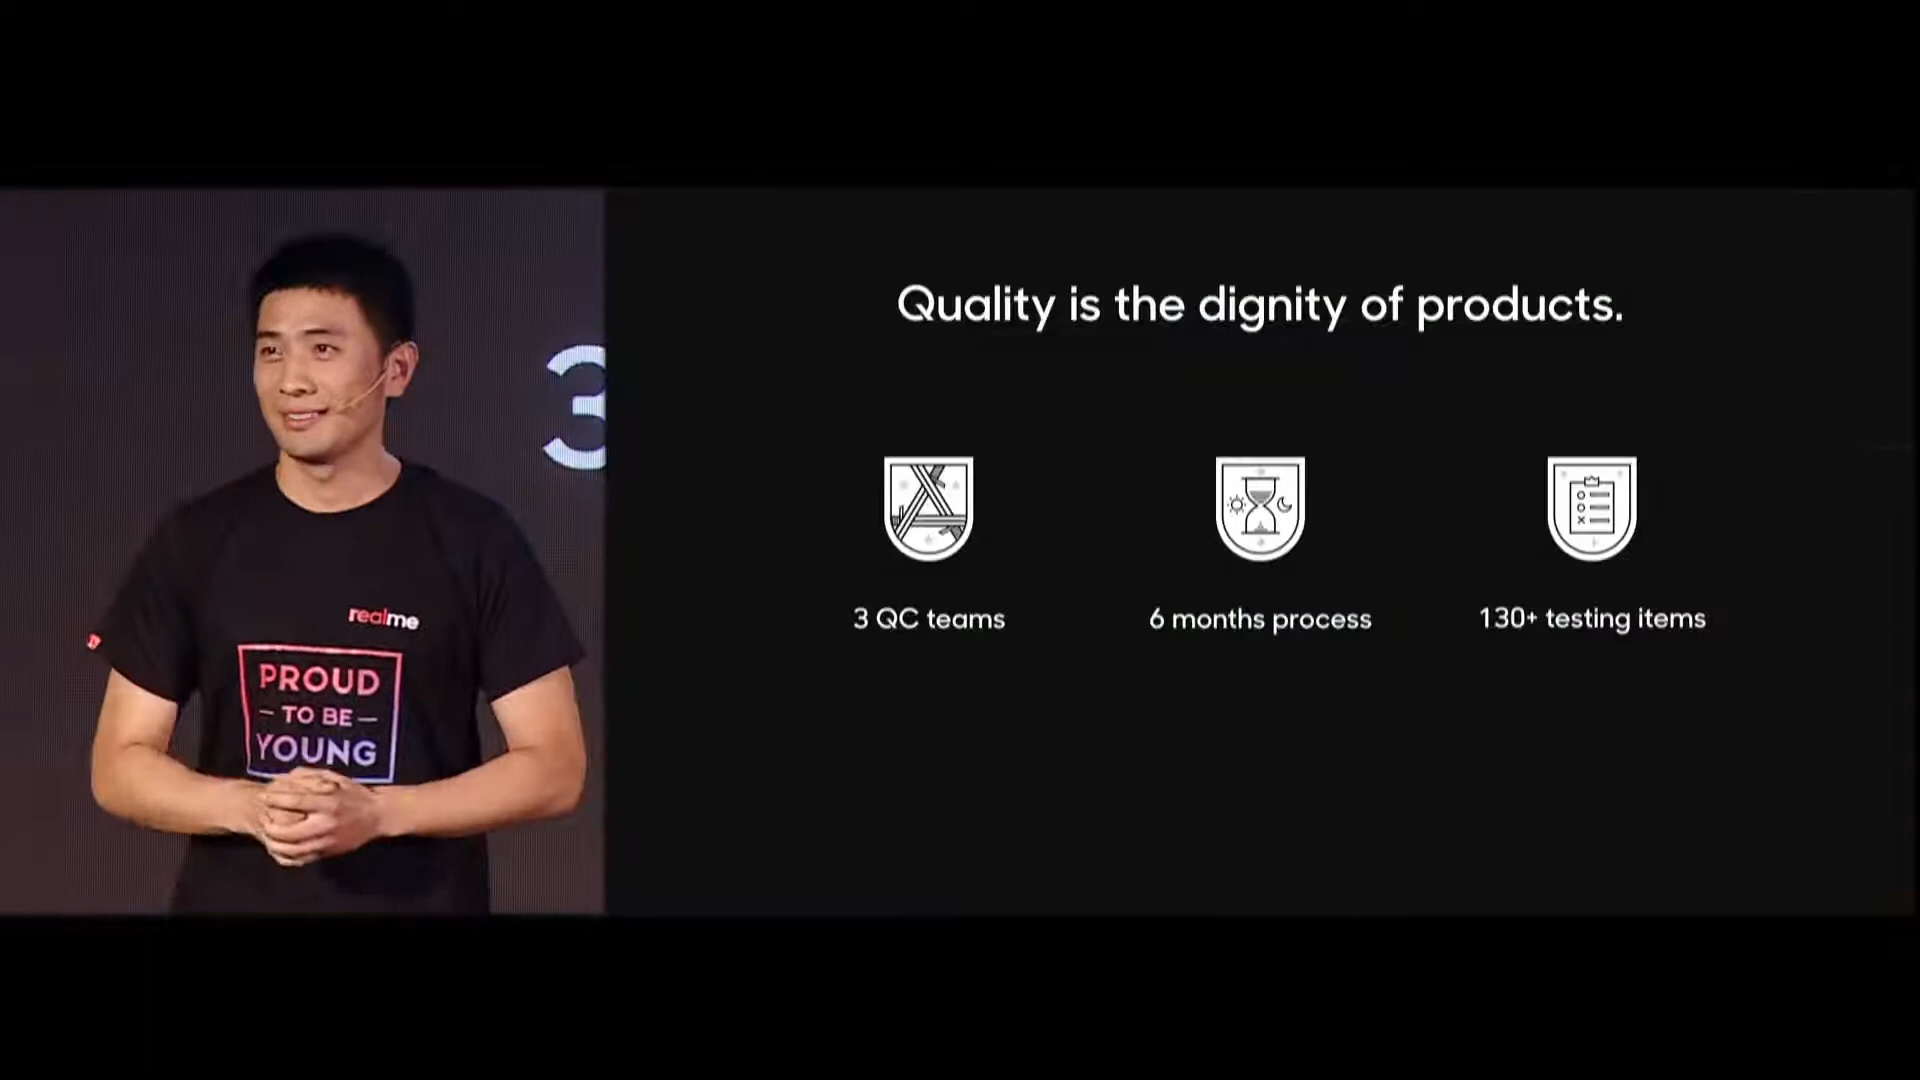 3
realme
PROUD
TO BE
YOUNG
Quality is the dignity of products.
3 QC teams
6 months process
130+ testing items